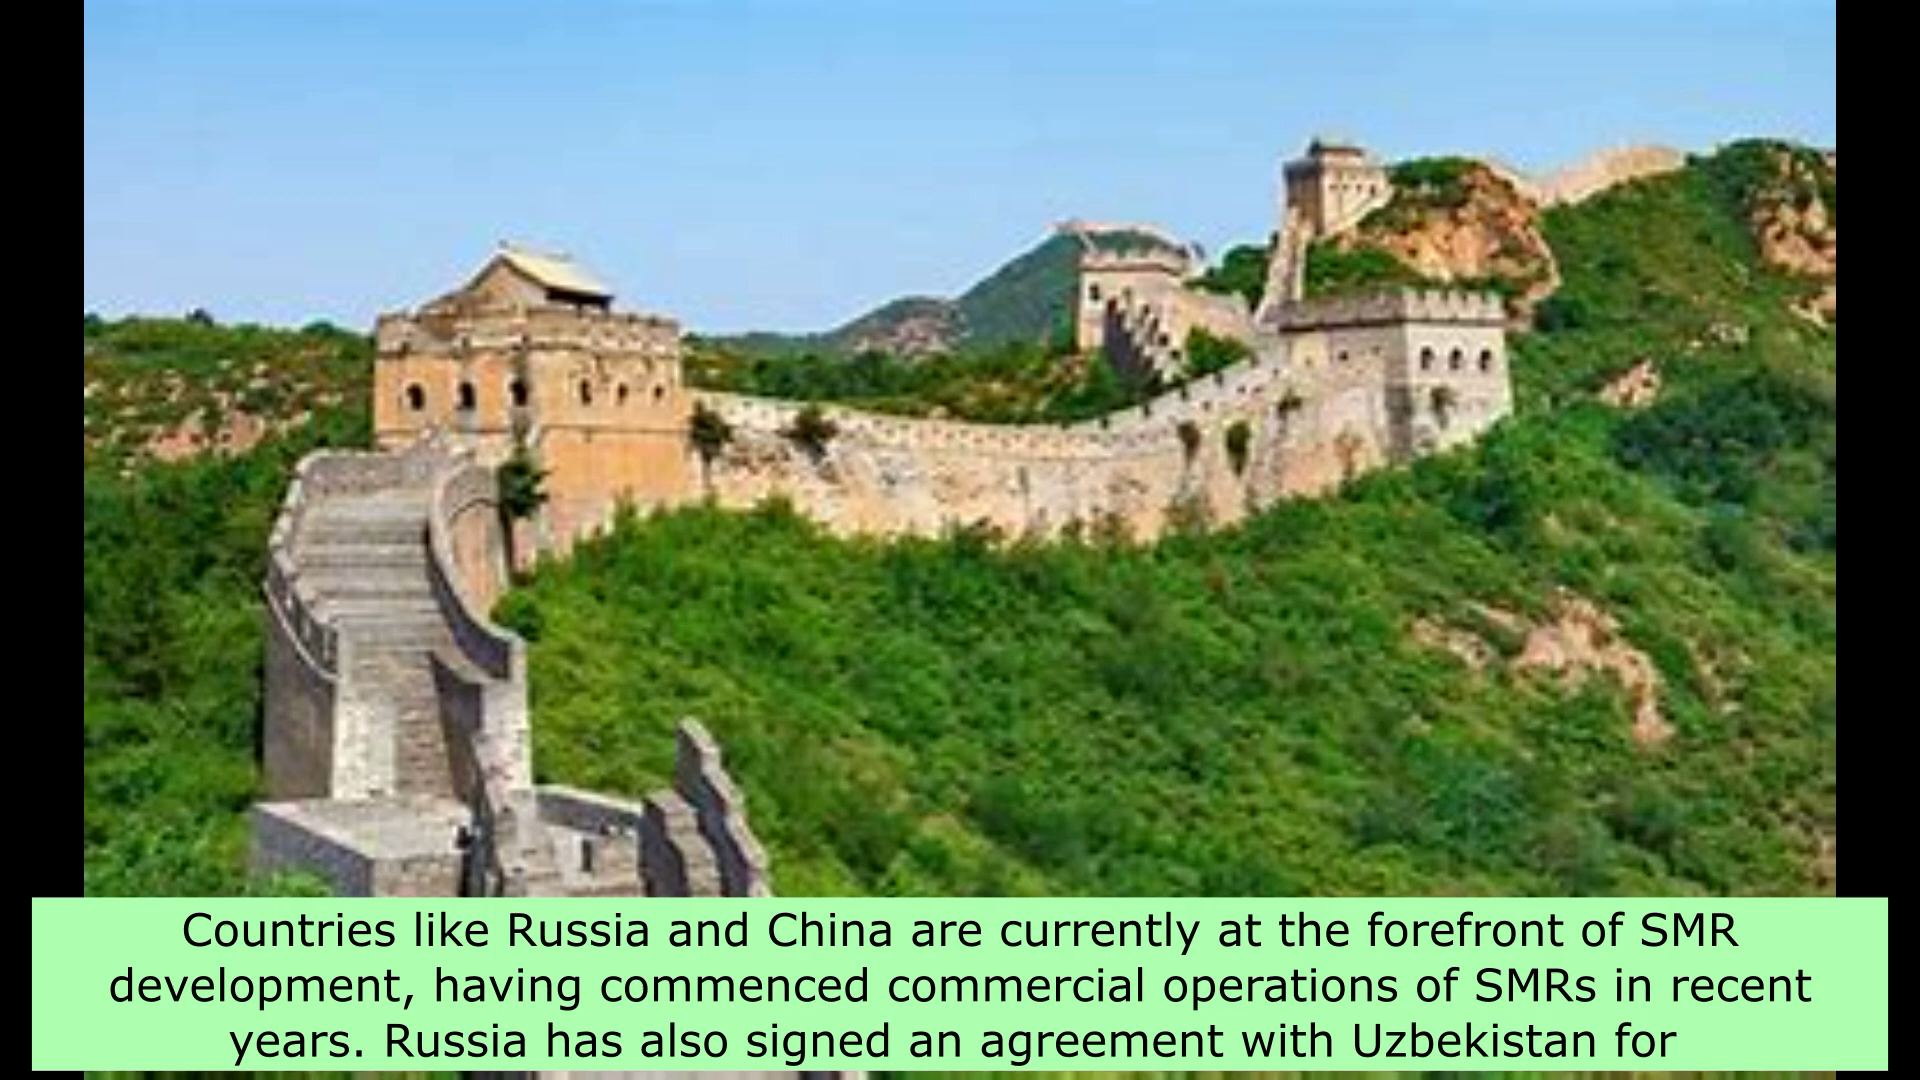 Countries like Russia and China are currently at the forefront of SMR
development, having commenced commercial operations of SMRs in recent
years. Russia has also signed an agreement with Uzbekistan for